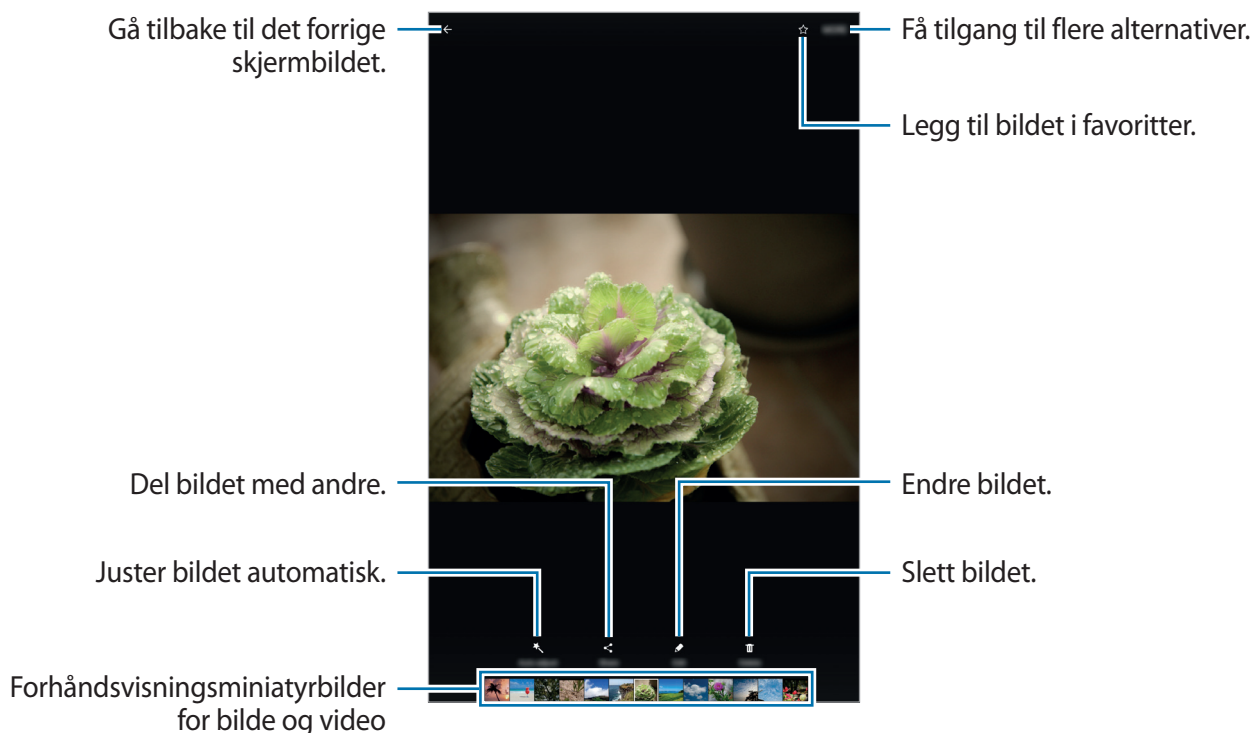 Gå tilbake til det forrige
skjermbildet.
Få tilgang til flere alternativer.
Legg til bildet i favoritter.
Del bildet med andre.
Endre bildet.
Juster bildet automatisk.
Slett bildet.
Forhåndsvisningsminiatyrbilder
for bilde og video